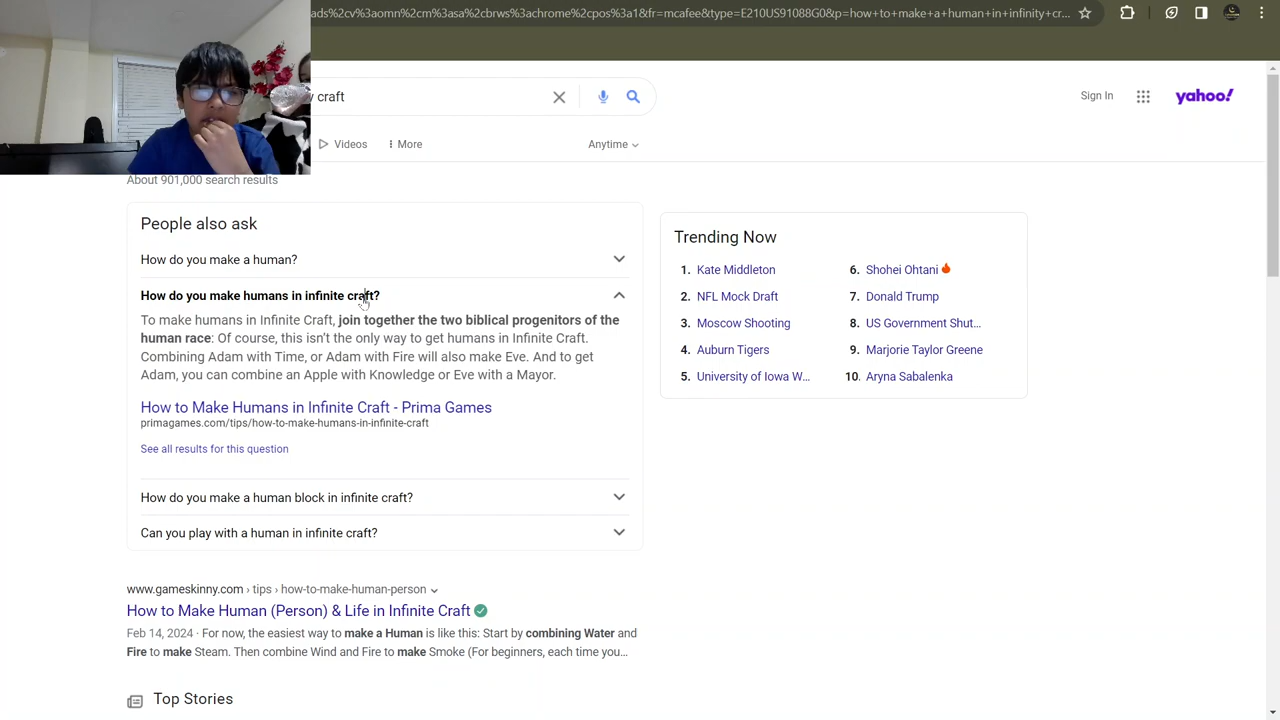 ads%2cv%3aomn%2cm%3asa%2cbrws%3achrome%2cpos%3a1&fr=mcafee&type=E210US91088G0&p=how+to+make+a+human+in+infinity+cr...
craft
Sign In
yahoo!
Videos
More
Anytime
About 901,000 search results
People also ask
How do you make a human?
How do you make humans in infinite craft?
To make humans in Infinite Craft, join together the two biblical progenitors of the
human race: Of course, this isn't the only way to get humans in Infinite Craft.
Combining Adam with Time, or Adam with Fire will also make Eve. And to get
Adam, you can combine an Apple with Knowledge or Eve with a Mayor.
How to Make Humans in Infinite Craft - Prima Games
primagames.com/tips/how-to-make-humans-in-infinite-craft
See all results for this question
How do you make a human block in infinite craft?
Can you play with a human in infinite craft?
www.gameskinny.com › tips › how-to-make-human-person
How to Make Human (Person) & Life in Infinite Craft
Feb 14, 2024 · For now, the easiest way to make a Human is like this: Start by combining Water and
Fire to make Steam. Then combine Wind and Fire to make Smoke (For beginners, each time you...
Top Stories
Trending Now
1. Kate Middleton
2. NFL Mock Draft
3. Moscow Shooting
4. Auburn Tigers
5. University of Iowa W...
6. Shohei Ohtani
7. Donald Trump
8. US Government Shut...
9. Marjorie Taylor Greene
10. Aryna Sabalenka